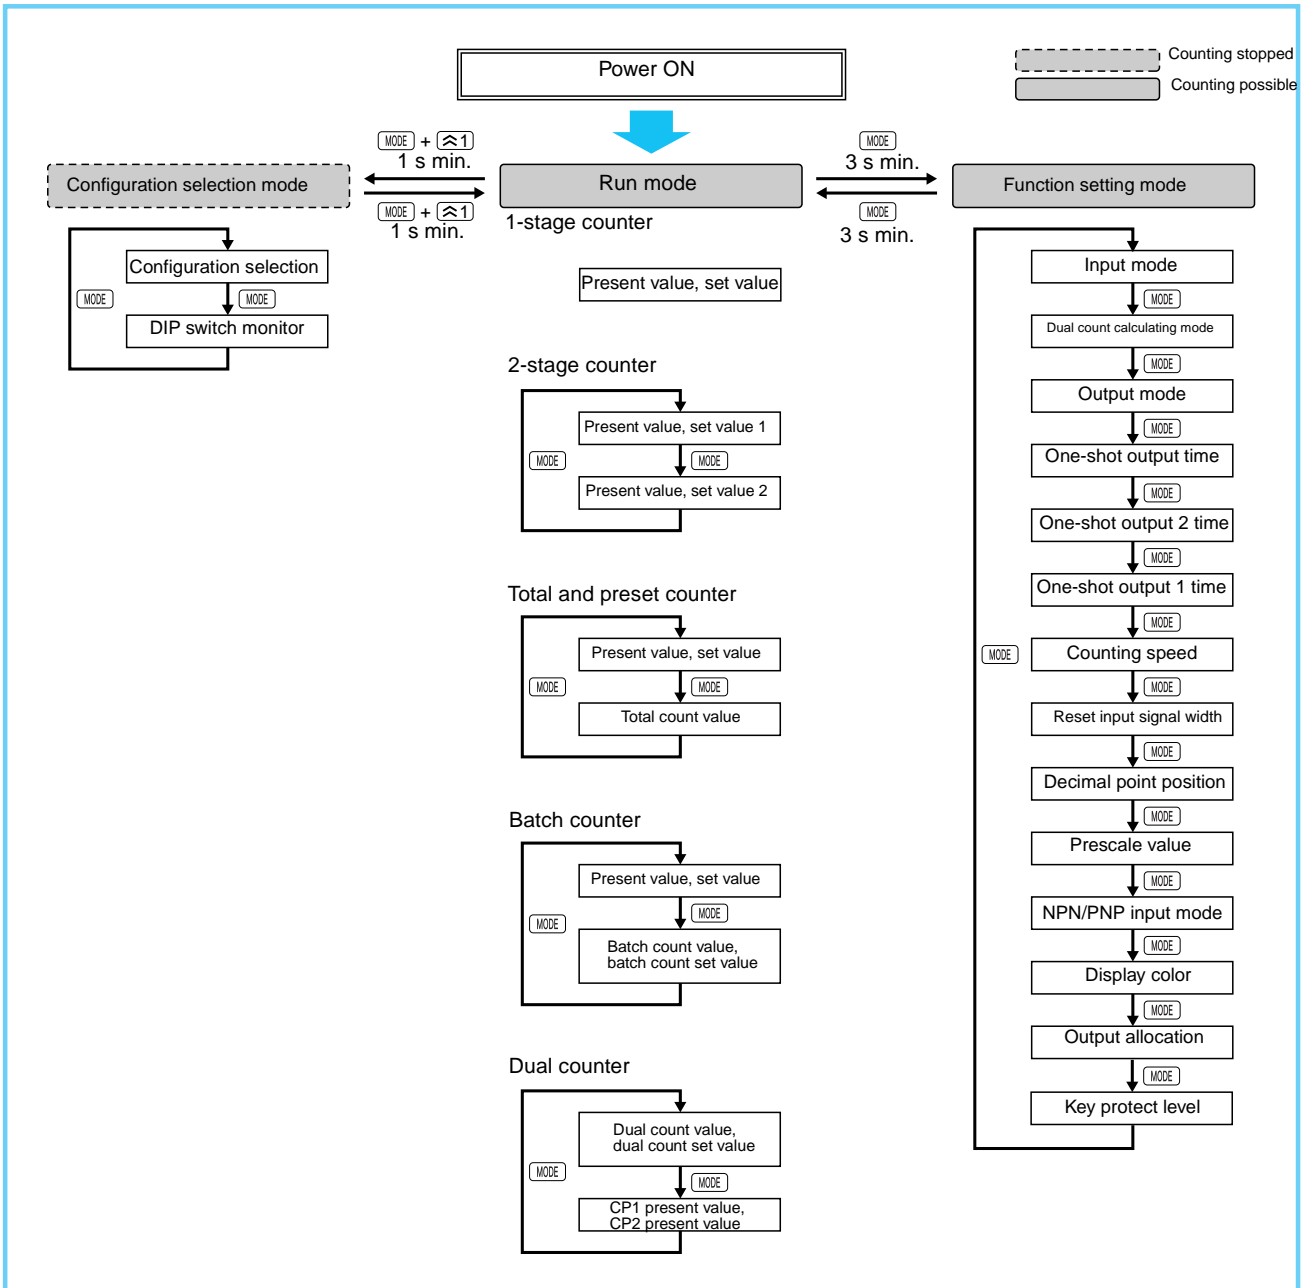 Power ON
Counting stopped
Counting possible
MODE + ︽1
1 s min.
MODE
3 s min.
Configuration selection mode
Run mode
Function setting mode
MODE + ︽1
1 s min.
MODE
3 s min.
Configuration selection
MODE
MODE
DIP switch monitor
1-stage counter
Present value, set value
2-stage counter
Present value, set value 1
MODE
MODE
Present value, set value 2
Total and preset counter
Present value, set value
MODE
MODE
Total count value
Batch counter
Present value, set value
MODE
MODE
Batch count value,
batch count set value
Dual counter
Dual count value,
dual count set value
MODE
MODE
CP1 present value,
CP2 present value
Input mode
MODE
Dual count calculating mode
MODE
Output mode
MODE
One-shot output time
MODE
One-shot output 2 time
MODE
One-shot output 1 time
MODE
MODE
Counting speed
MODE
Reset input signal width
MODE
Decimal point position
MODE
Prescale value
MODE
NPN/PNP input mode
MODE
Display color
MODE
Output allocation
MODE
Key protect level